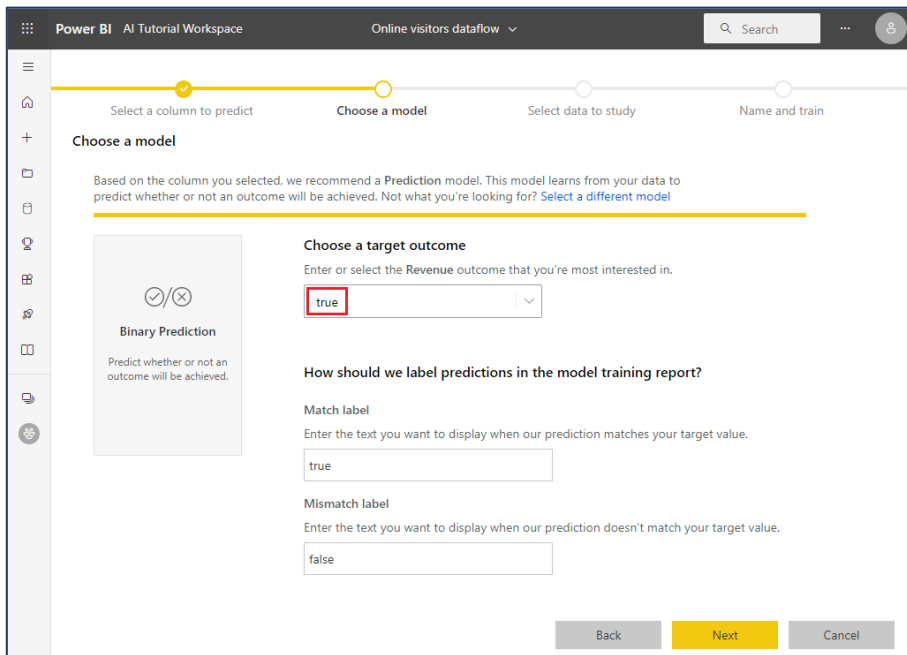 Power BI AI Tutorial Workspace Online visitors dataflow Search
Select a column to predict Choose a model Select data to study Name and train
Choose a model
Based on the column you selected, we recommend a Prediction model. This model learns from your data to
predict whether or not an outcome will be achieved. Not what you're looking for? Select a different model
Binary Prediction
Predict whether or not an
outcome will be achieved.
Choose a target outcome
Enter or select the Revenue outcome that you're most interested in.
true
How should we label predictions in the model training report?
Match label
Enter the text you want to display when our prediction matches your target value.
true
Mismatch label
Enter the text you want to display when our prediction doesn't match your target value.
false
Back Next Cancel